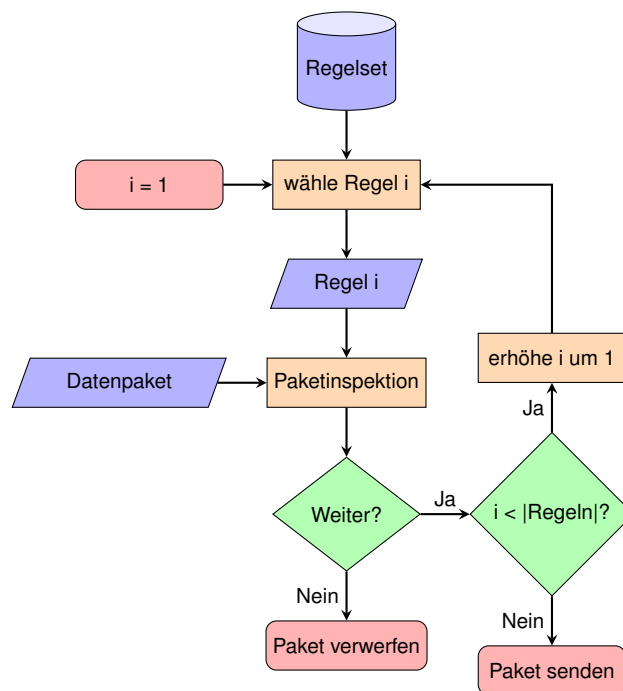 Regelset
i = 1
wähle Regel i
Regel i
Datenpaket
Paketinspektion
erhöhe i um 1
Ja
Weiter?
Ja
i < |Regeln|?
Nein
Nein
Paket verwerfen
Paket senden